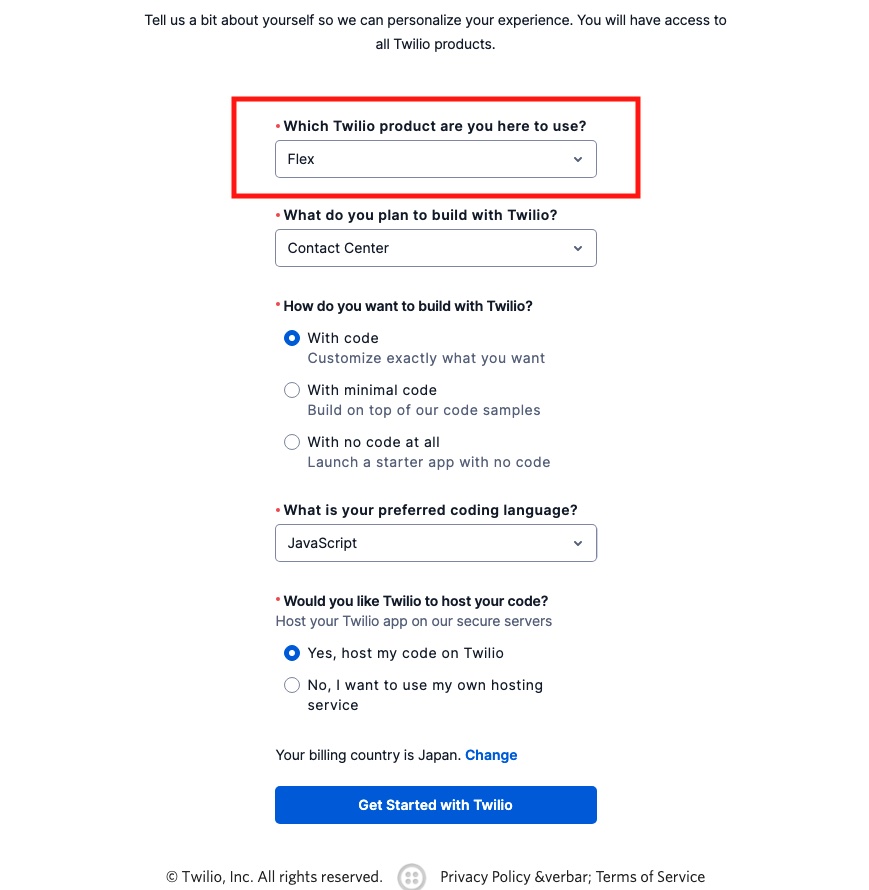 Tell us a bit about yourself so we can personalize your experience. You will have access to
all Twilio products.
• Which Twilio product are you here to use?
Flex
• What do you plan to build with Twilio?
Contact Center
• How do you want to build with Twilio?
With code
Customize exactly what you want
With minimal code
Build on top of our code samples
With no code at all
Launch a starter app with no code
• What is your preferred coding language?
JavaScript
• Would you like Twilio to host your code?
Host your Twilio app on our secure servers
Yes, host my code on Twilio
No, I want to use my own hosting
service
Your billing country is Japan. Change
Get Started with Twilio
© Twilio, Inc. All rights reserved. Privacy Policy &verbar; Terms of Service